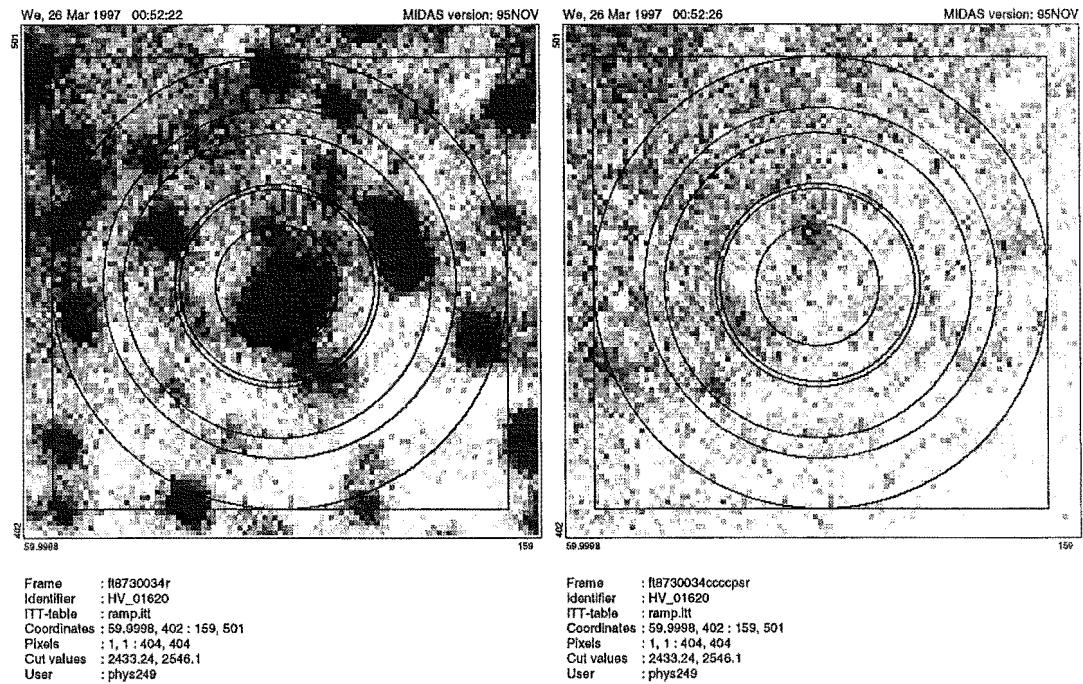 We, 26 Mar 1997 00:52:22 MIDAS version: 95NOV
501
402
59.9998 159
Frame : ft8730034r
Identifier : HV_01620
ITT-table : ramp.itt
Coordinates : 59.9998, 402 : 159, 501
Pixels : 1, 1 : 404, 404
Cut values : 2433.24, 2546.1
User : phys249
We, 26 Mar 1997 00:52:26 MIDAS version: 95NOV
501
402
59.9998 159
Frame : ft8730034ccccpsr
Identifier : HV_01620
ITT-table : ramp.itt
Coordinates : 59.9998, 402 : 159, 501
Pixels : 1, 1 : 404, 404
Cut values : 2433.24, 2546.1
User : phys249